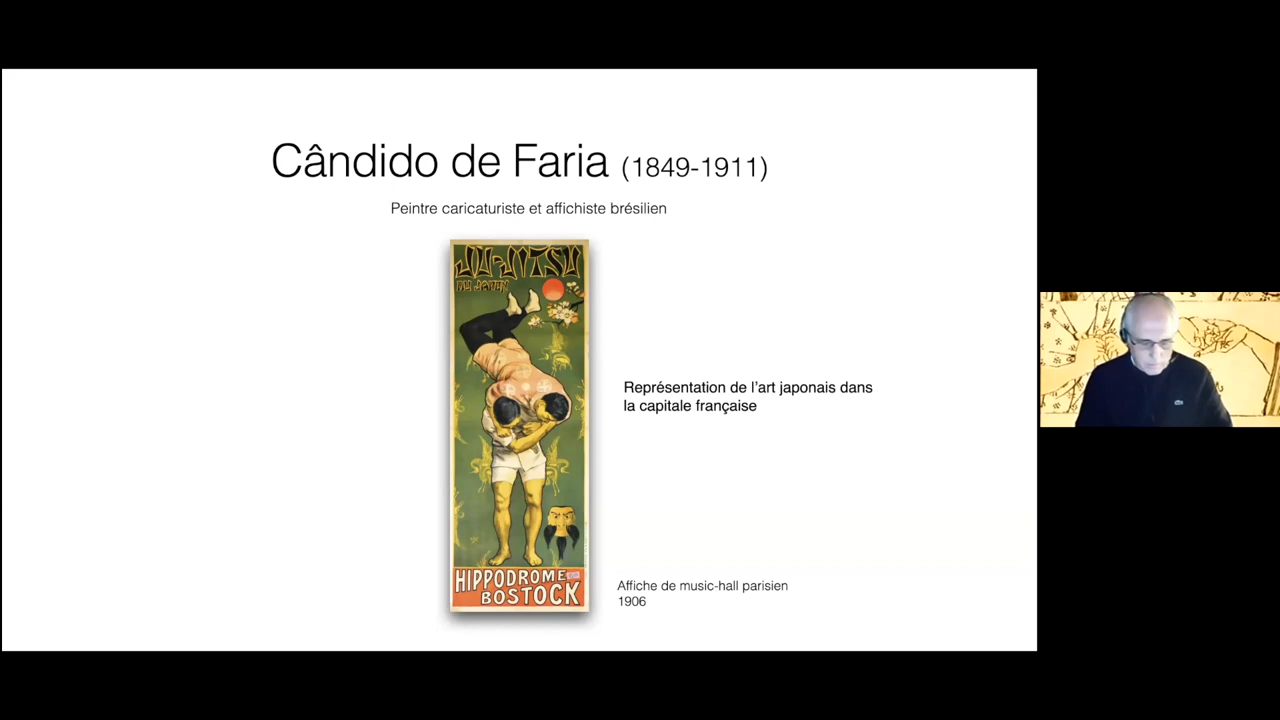 Cândido de Faria (1849-1911)
Peintre caricaturiste et affichiste brésilien
JIU-JITSU
DU JAPON
Représentation de l'art japonais dans
la capitale française
HIPPODROME
BOSTOCK
Affiche de music-hall parisien
1906